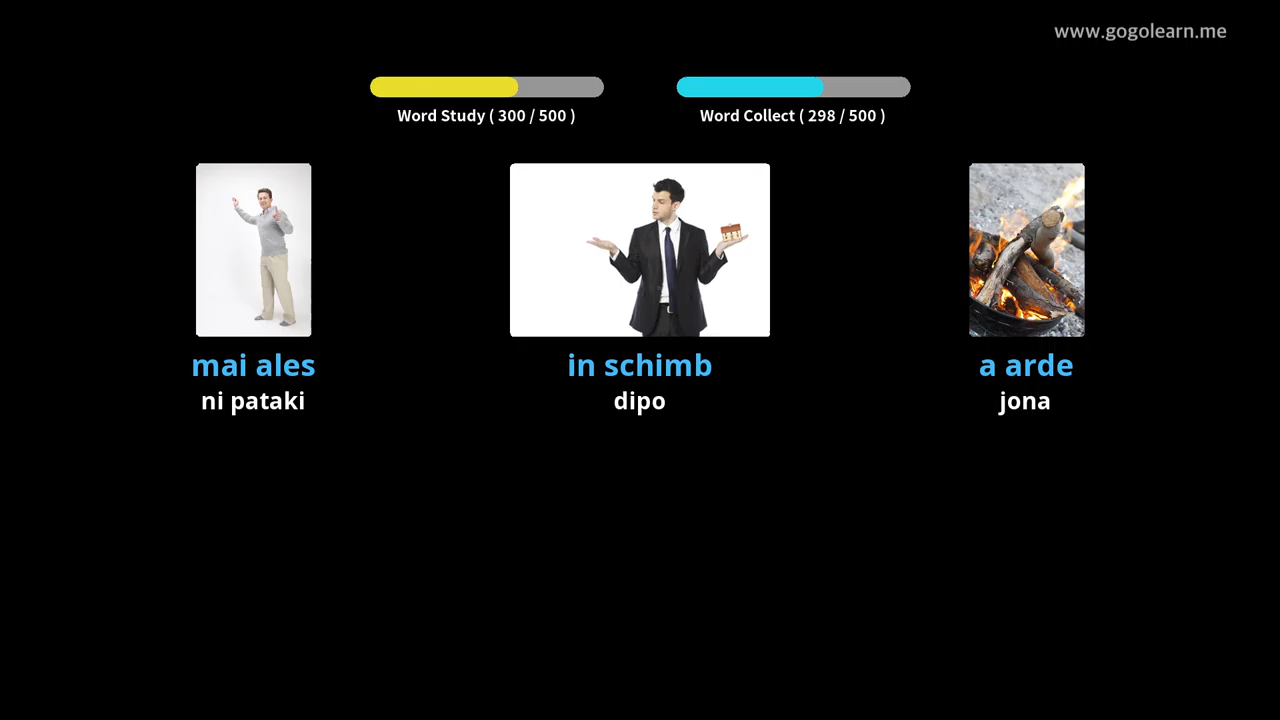 www.gogolearn.me
Word Study ( 300 / 500 )
Word Collect ( 298 / 500 )
mai ales
ni pataki
in schimb
dipo
a arde
jona